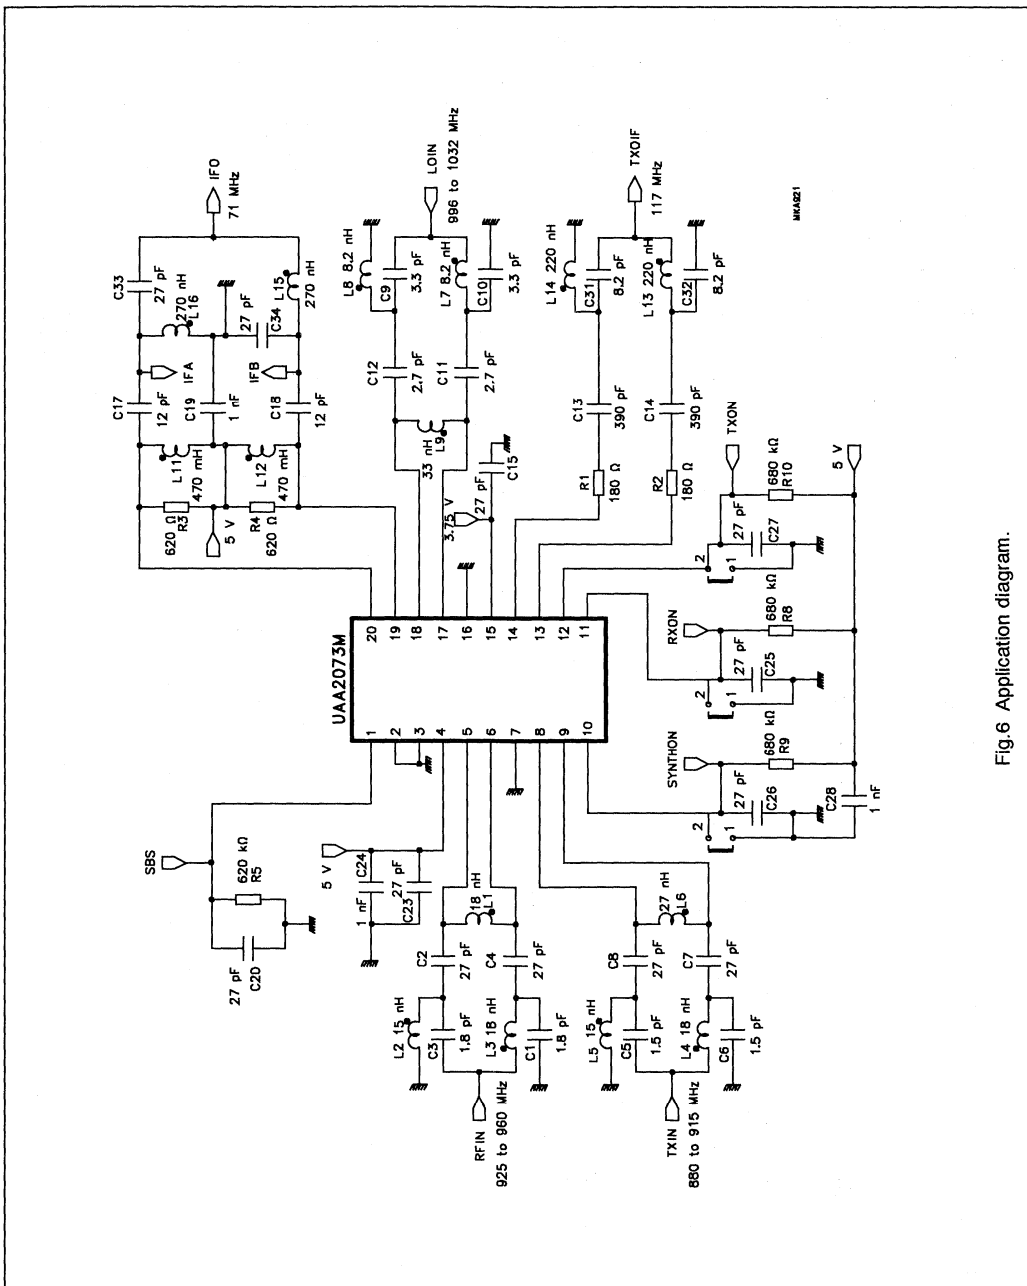 C33
27 pF
IFO
71 MHz
270 nH
L16
27 pF
C34
L15
270 nH
C17
12 pF
IFA
C19
1 nF
IFB
C18
12 pF
L11
470 mH
L12
470 mH
620 Ω
R3
5 V
R4
620 Ω
LOIN
996 to 1032 MHz
L8 8.2 nH
C9
3.3 pF
L7 8.2 nH
C10
3.3 pF
C12
2.7 pF
C11
2.7 pF
33 nH
L9
3.75 V
27 pF
C15
TXOIF
117 MHz
L14 220 nH
C31
8.2 pF
L13 220 nH
C32
8.2 pF
C13
390 pF
C14
390 pF
R1
180 Ω
R2
180 Ω
MKA921
UAA2073M
20
19
18
17
16
15
14
13
12
11
1
2
3
4
5
6
7
8
9
10
TXON
680 kΩ
R10
27 pF
C27
2
1
5 V
RXON
680 kΩ
R8
27 pF
C25
2
1
SYNTHON
680 kΩ
R9
27 pF
C26
2
1
C28
1 nF
SBS
620 kΩ
R5
27 pF
C20
5 V
C24
1 nF
27 pF
C23
18 nH
L1
C2
27 pF
C4
27 pF
L2 15 nH
C3
1.8 pF
L3 18 nH
C1
1.8 pF
RFIN
925 to 960 MHz
27 nH
L6
C8
27 pF
C7
27 pF
L5 15 nH
C5
1.5 pF
L4 18 nH
C6
1.5 pF
TXIN
880 to 915 MHz
Fig.6 Application diagram.